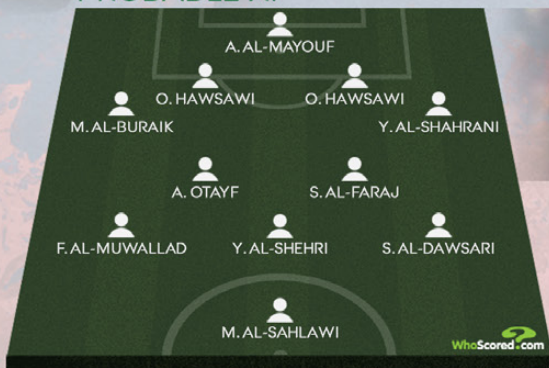 A. AL-MAYOUF
O. HAWSAWI
O. HAWSAWI
M. AL-BURAIK
Y. AL-SHAHRANI
A. OTAYF
S. AL-FARAJ
F. AL-MUWALLAD
Y. AL-SHEHRI
S. AL-DAWSARI
M. AL-SAHLAWI
WhoScored.com